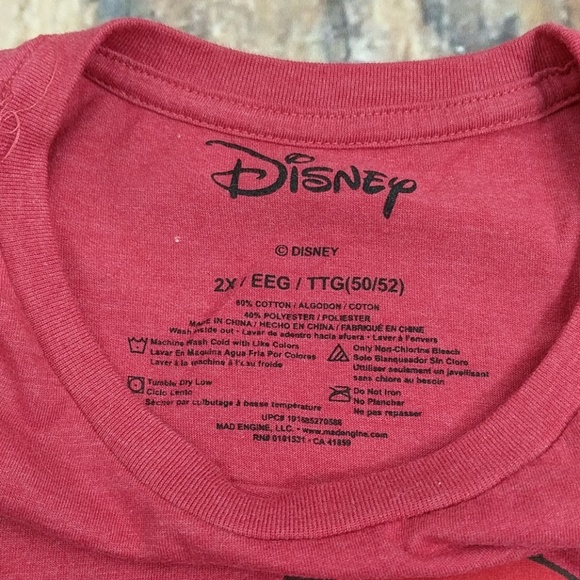 Disney
© DISNEY
2X / EEG / TTG(50/52)
60% COTTON / ALGODON / COTON
40% POLYESTER / POLIESTER
MADE IN CHINA / HECHO EN CHINA / FABRIQUÉ EN CHINE
Wash inside out • Lavar de adentro hacia afuera • Laver à l'envers
Machine Wash Cold with Like Colors
Lavar En Maquina Agua Fria Por Colores
Laver à la machine à l'eau froide
Only Non-Chlorine Bleach
Solo Blanqueador Sin Cloro
Utiliser seulement un javellisant
sans chlore au besoin
Tumble Dry Low
Ciclo Lento
Sécher par culbutage à basse température
Do Not Iron
No Planchar
Ne pas repasser
UPC# 191685270588
MAD ENGINE, LLC. • www.madengine.com
RN# 0101531 • CA 41899